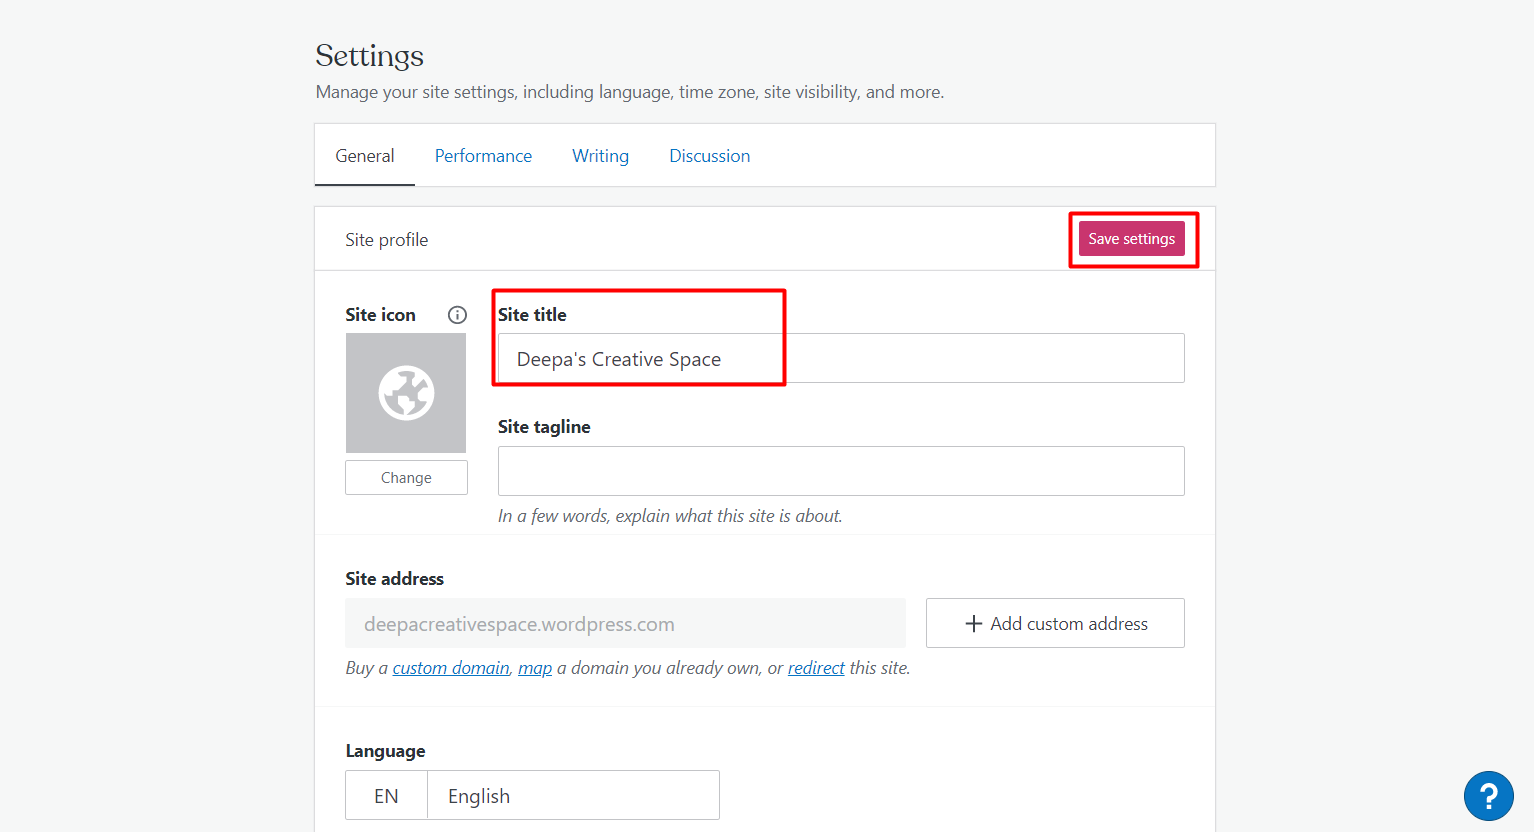 Settings
Manage your site settings, including language, time zone, site visibility, and more.
General Performance Writing Discussion
Site profile
Save settings
Site icon
Change
Site title
Deepa's Creative Space
Site tagline
In a few words, explain what this site is about.
Site address
deepacreativespace.wordpress.com
+ Add custom address
Buy a custom domain, map a domain you already own, or redirect this site.
Language
EN English
?